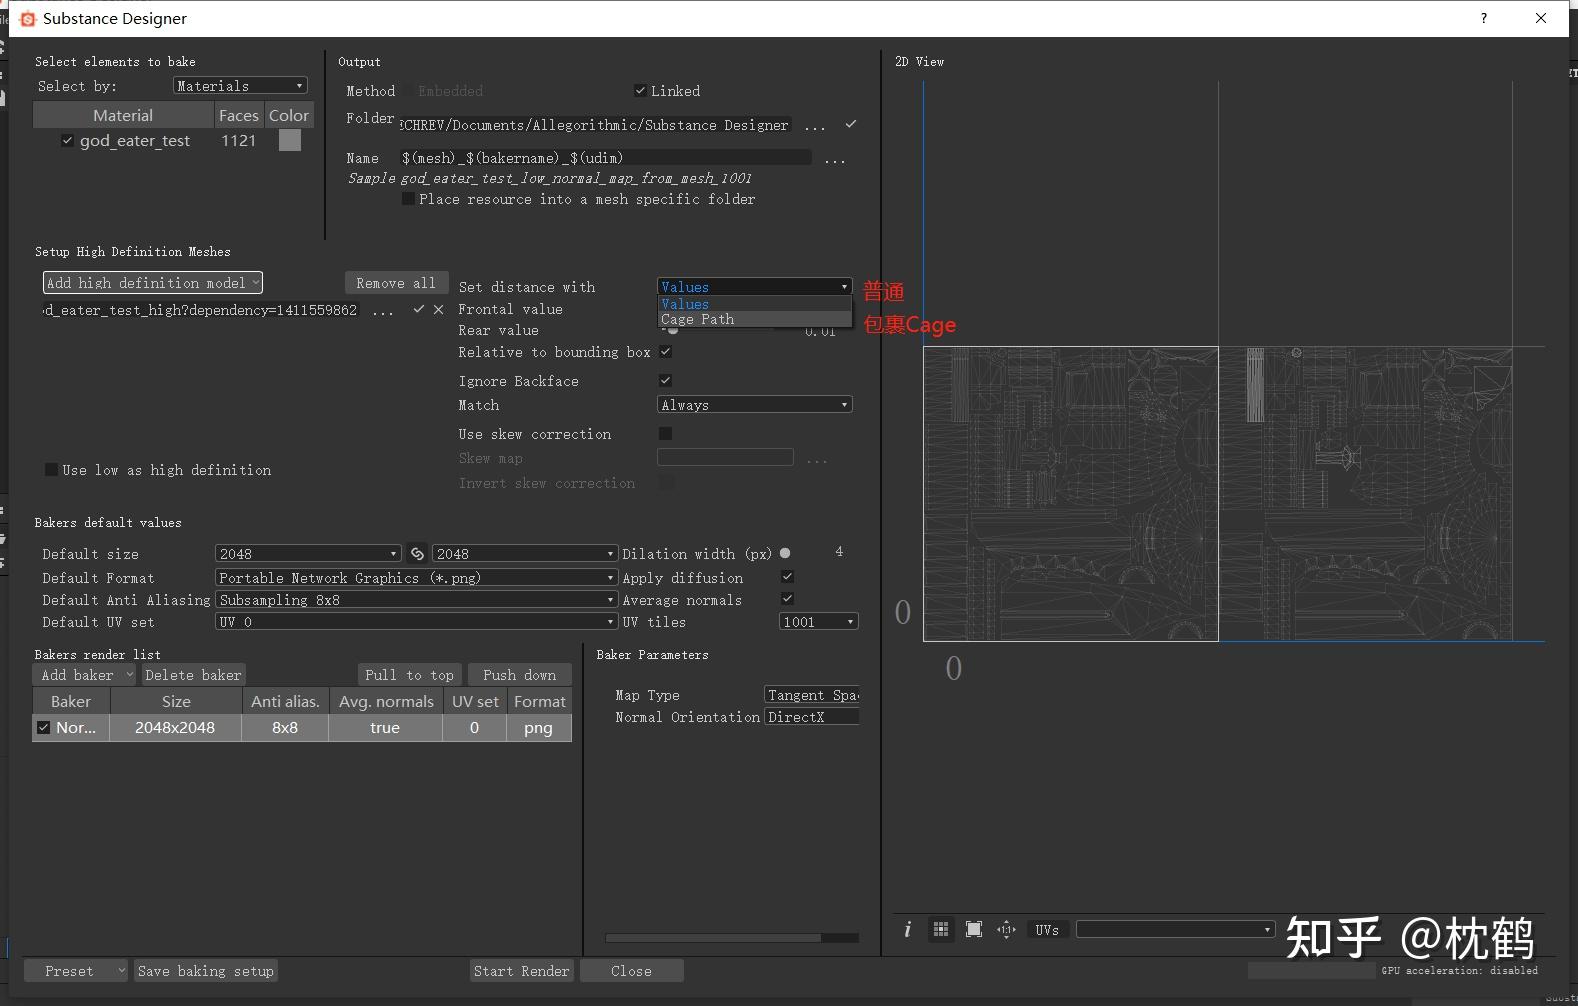 Substance Designer
?
Select elements to bake
Select by: Materials
Material Faces Color
god_eater_test 1121
Output
Method Embedded Linked
Folder CHREV/Documents/Allegorithmic/Substance Designer ...
Name $(mesh)_$(bakername)_$(udim) ...
Sample god_eater_test_low_normal_map_from_mesh_1001
Place resource into a mesh specific folder
Setup High Definition Meshes
Add high definition model Remove all
d_eater_test_high?dependency=1411559862 ...
Use low as high definition
Set distance with Values 普通
Values
Frontal value
Cage Path 包裹Cage
Rear value 0.01
Relative to bounding box
Ignore Backface
Match Always
Use skew correction
Skew map ...
Invert skew correction
Bakers default values
Default size 2048 2048 Dilation width (px) 4
Default Format Portable Network Graphics (*.png) Apply diffusion
Default Anti Aliasing Subsampling 8x8 Average normals
Default UV set UV 0 UV tiles 1001
Bakers render list
Add baker Delete baker Pull to top Push down
Baker Size Anti alias. Avg. normals UV set Format
Nor... 2048x2048 8x8 true 0 png
Baker Parameters
Map Type Tangent Spa
Normal Orientation DirectX
Preset Save baking setup Start Render Close
2D View
0
0
i 1:1 UVs
知乎 @枕鹤
GPU acceleration: disabled